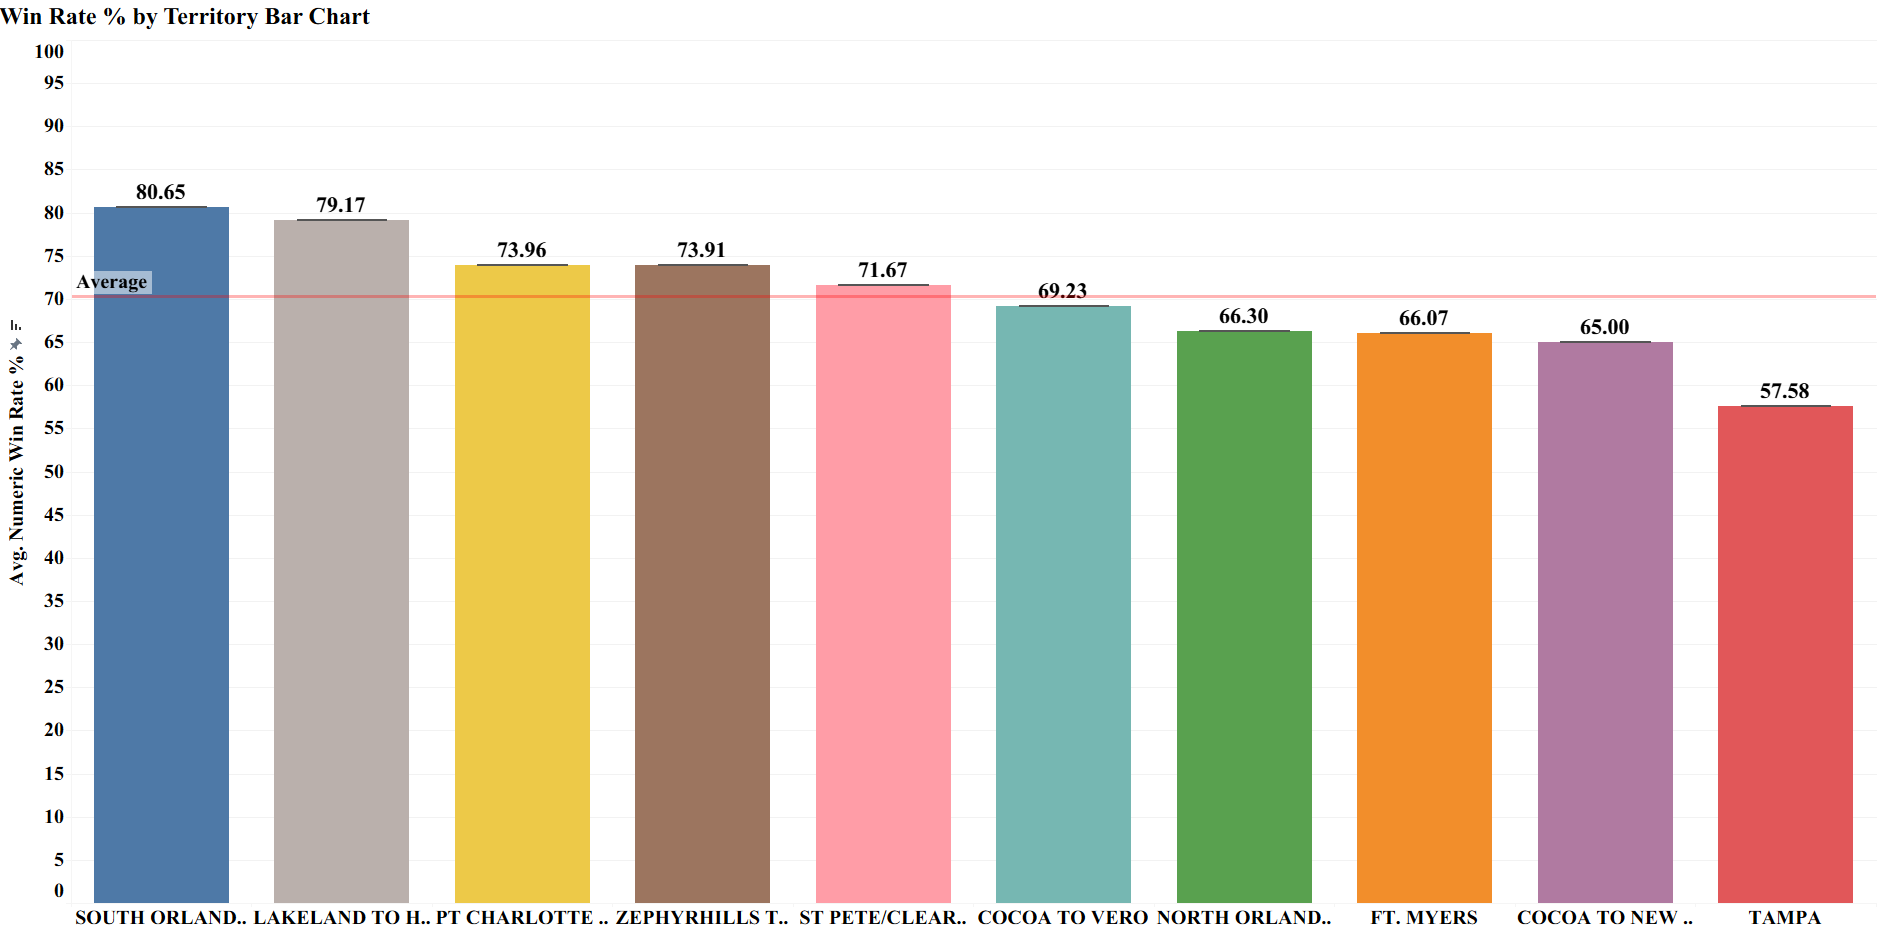 Win Rate % by Territory Bar Chart
100
95
90
85
80
75
70
65
60
55
50
45
40
35
30
25
20
15
10
5
0
Avg. Numeric Win Rate %
Average
80.65
79.17
73.96
73.91
71.67
69.23
66.30
66.07
65.00
57.58
SOUTH ORLAND..
LAKELAND TO H..
PT CHARLOTTE ..
ZEPHYRHILLS T..
ST PETE/CLEAR..
COCOA TO VERO
NORTH ORLAND..
FT. MYERS
COCOA TO NEW ..
TAMPA